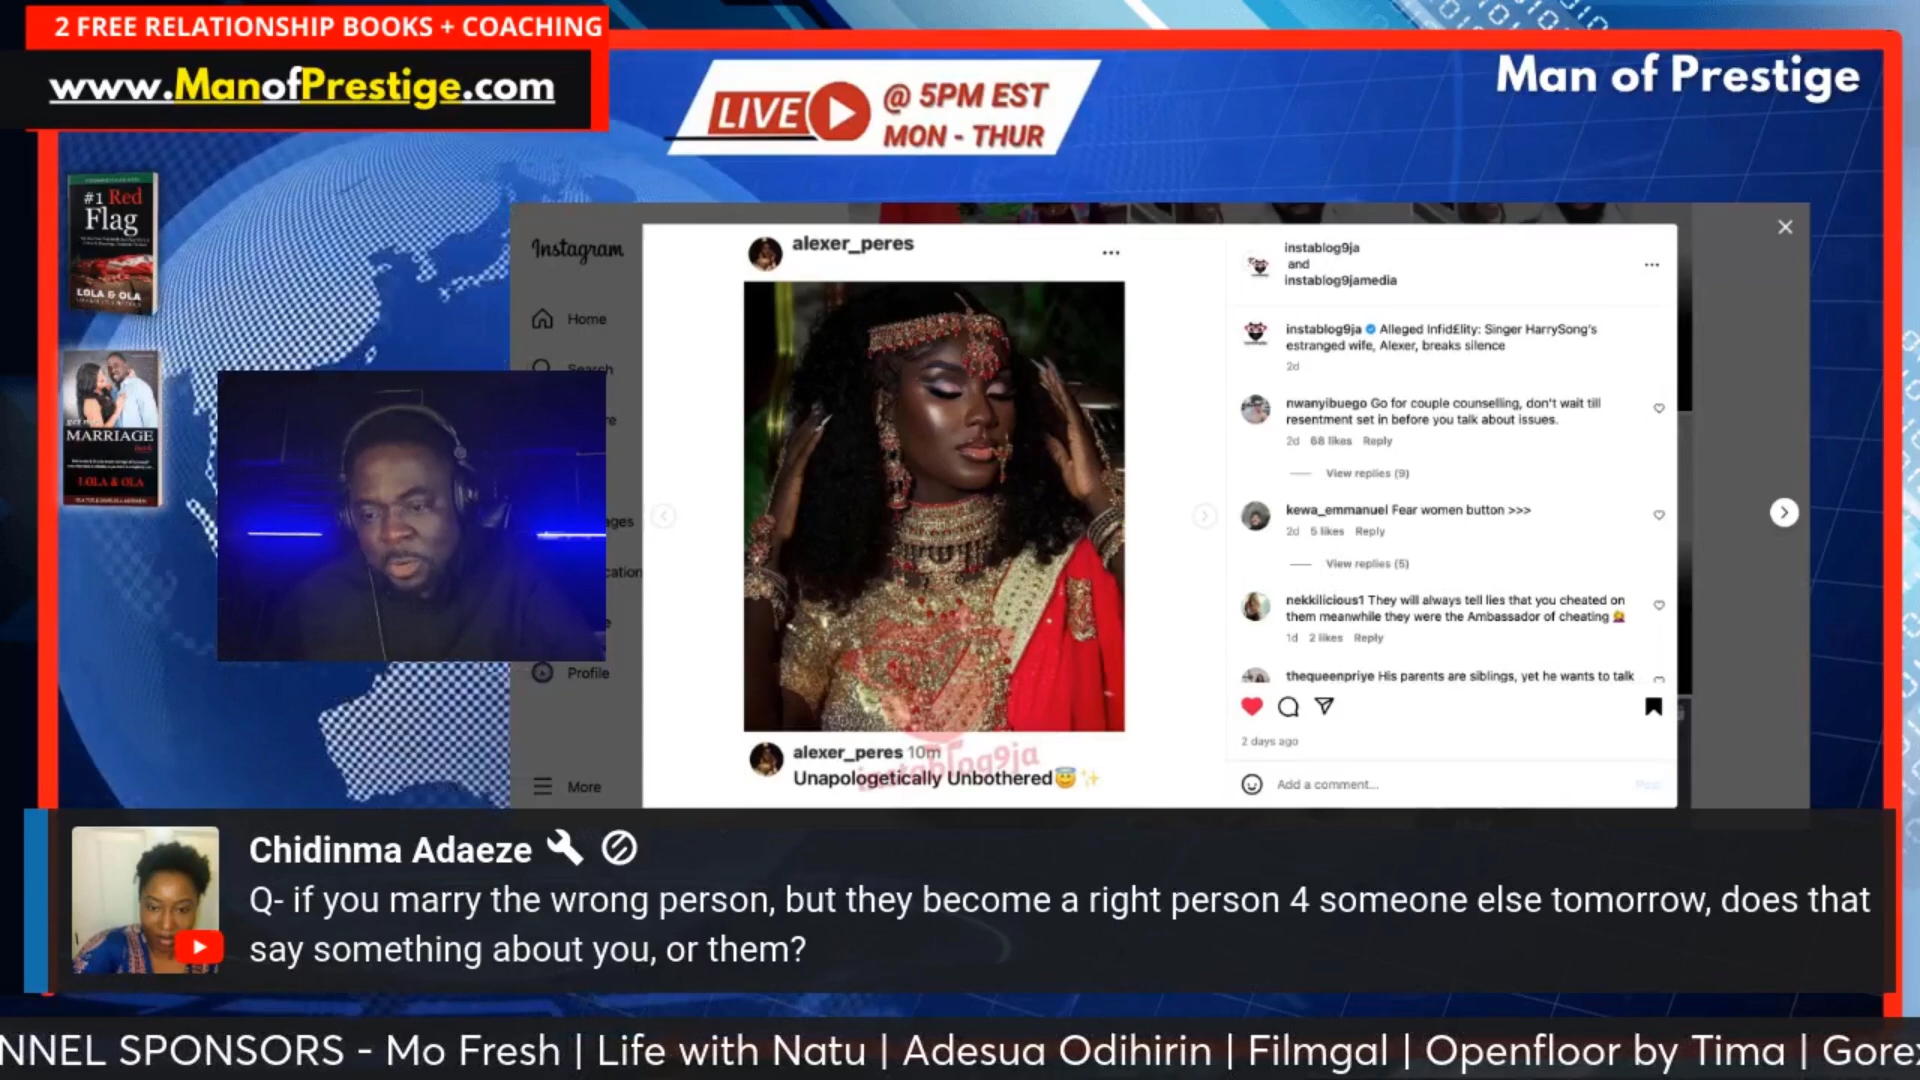 2 FREE RELATIONSHIP BOOKS + COACHING
www.ManofPrestige.com
LIVE
@ 5PM EST
MON - THUR
Man of Prestige
#1 Red
Flag
LOLA & OLA
MARRIAGE
LOLA & OLA
Instagram
Home
Search
Profile
More
alexer_peres
alexer_peres 10m
Unapologetically Unbothered😇✨
instablog9ja
instablog9ja
and
instablog9jamedia
instablog9ja Alleged Infid£lity: Singer HarrySong's
estranged wife, Alexer, breaks silence
2d
nwanyibuego Go for couple counselling, don't wait till
resentment set in before you talk about issues.
2d 68 likes Reply
View replies (9)
kewa_emmanuel Fear women button >>>
2d 5 likes Reply
View replies (5)
nekkilicious1 They will always tell lies that you cheated on
them meanwhile they were the Ambassador of cheating 🤦
1d 2 likes Reply
thequeenpriye His parents are siblings, yet he wants to talk
2 days ago
Add a comment...
Post
Chidinma Adaeze
Q- if you marry the wrong person, but they become a right person 4 someone else tomorrow, does that
say something about you, or them?
NNEL SPONSORS - Mo Fresh | Life with Natu | Adesua Odihirin | Filmgal | Openfloor by Tima | Gorex